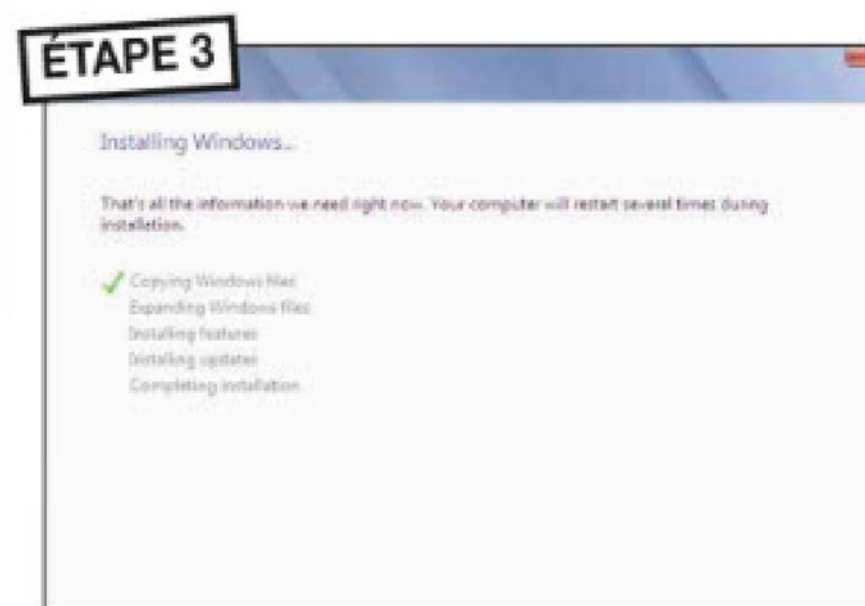 ÉTAPE 3
Installing Windows...
That's all the information we need right now. Your computer will restart several times during
installation.
Copying Windows files
Expanding Windows files
Installing features
Installing updates
Completing installation